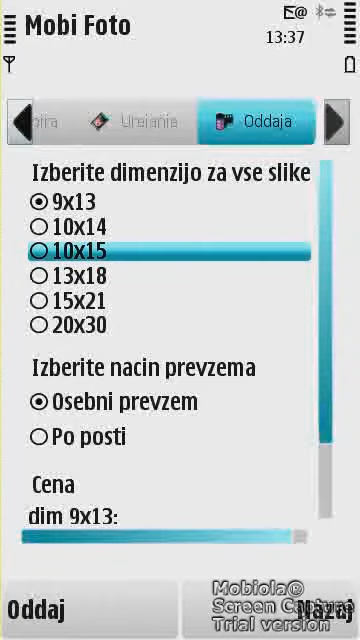 Mobi Foto
13:37
Urejanje
Oddaja
Izberite dimenzijo za vse slike
9x13
10x14
10x15
13x18
15x21
20x30
Izberite nacin prevzema
Osebni prevzem
Po posti
Cena
dim 9x13:
Oddaj
Nazaj
Mobiola®
Screen Capture
Trial version